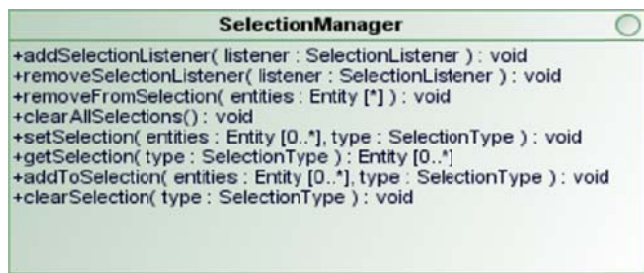 SelectionManager
+addSelectionListener( listener : SelectionListener ) : void
+removeSelectionListener( listener : SelectionListener ) : void
+removeFromSelection( entities : Entity [*] ) : void
+clearAllSelections() : void
+setSelection( entities : Entity [0..*], type : SelectionType ) : void
+getSelection( type : SelectionType ) : Entity [0..*]
+addToSelection( entities : Entity [0..*], type : SelectionType ) : void
+clearSelection( type : SelectionType ) : void